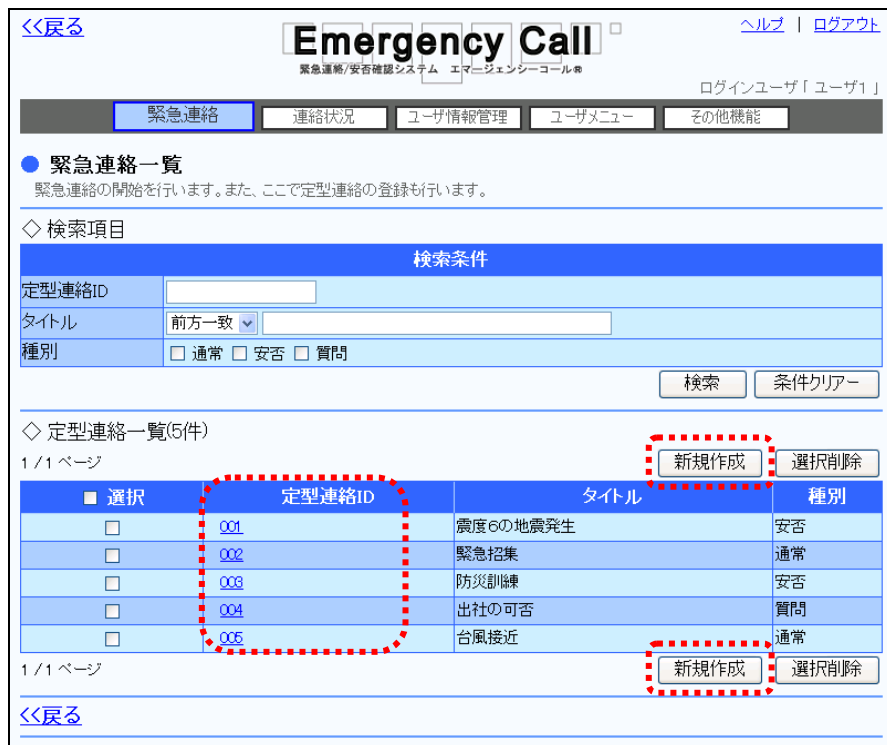 <<戻る
ヘルプ | ログアウト
Emergency Call
緊急連絡/安否確認システム エマージェンシーコール®
ログインユーザ「 ユーザ1 」
緊急連絡 連絡状況 ユーザ情報管理 ユーザメニュー その他機能
● 緊急連絡一覧
緊急連絡の開始を行います。また、ここで定型連絡の登録も行います。
◇ 検索項目
検索条件
定型連絡ID
タイトル 前方一致
種別 通常 安否 質問
検索 条件クリアー
◇ 定型連絡一覧(5件)
1 / 1 ページ 新規作成 選択削除
選択 定型連絡ID タイトル 種別
001 震度6の地震発生 安否
002 緊急招集 通常
003 防災訓練 安否
004 出社の可否 質問
005 台風接近 通常
1 / 1 ページ 新規作成 選択削除
<<戻る